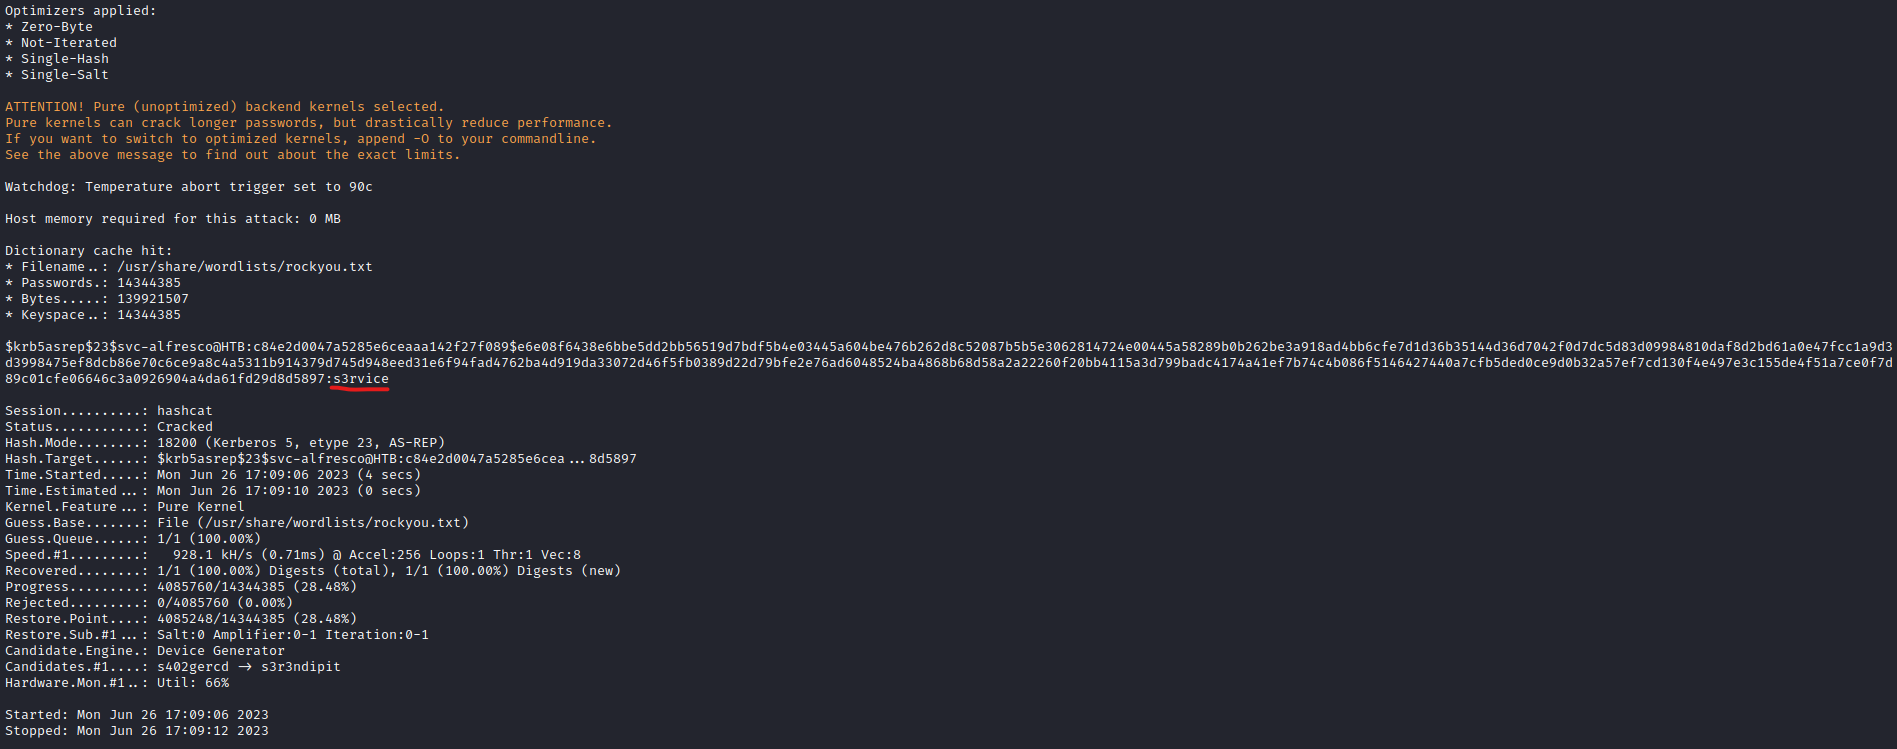 Optimizers applied:
* Zero-Byte
* Not-Iterated
* Single-Hash
* Single-Salt
ATTENTION! Pure (unoptimized) backend kernels selected.
Pure kernels can crack longer passwords, but drastically reduce performance.
If you want to switch to optimized kernels, append -O to your commandline.
See the above message to find out about the exact limits.
Watchdog: Temperature abort trigger set to 90c
Host memory required for this attack: 0 MB
Dictionary cache hit:
* Filename..: /usr/share/wordlists/rockyou.txt
* Passwords.: 14344385
* Bytes.....: 139921507
* Keyspace..: 14344385
$krb5asrep$23$svc-alfresco@HTB:c84e2d0047a5285e6ceaaa142f27f089$e6e08f6438e6bbe5dd2bb56519d7bdf5b4e03445a604be476b262d8c52087b5b5e3062814724e00445a58289b0b262be3a918ad4bb6cfe7d1d36b35144d36d7042f0d7dc5d83d09984810daf8d2bd61a0e47fcc1a9d3
d3998475ef8dcb86e70c6ce9a8c4a5311b914379d745d948eed31e6f94fad4762ba4d919da33072d46f5fb0389d22d79bfe2e76ad6048524ba4868b68d58a2a22260f20bb4115a3d799badc4174a41ef7b74c4b086f5146427440a7cfb5ded0ce9d0b32a57ef7cd130f4e497e3c155de4f51a7ce0f7d
89c01cfe06646c3a0926904a4da61fd29d8d5897:s3rvice
Session..........: hashcat
Status...........: Cracked
Hash.Mode........: 18200 (Kerberos 5, etype 23, AS-REP)
Hash.Target......: $krb5asrep$23$svc-alfresco@HTB:c84e2d0047a5285e6cea...8d5897
Time.Started.....: Mon Jun 26 17:09:06 2023 (4 secs)
Time.Estimated...: Mon Jun 26 17:09:10 2023 (0 secs)
Kernel.Feature...: Pure Kernel
Guess.Base.......: File (/usr/share/wordlists/rockyou.txt)
Guess.Queue......: 1/1 (100.00%)
Speed.#1.........:   928.1 kH/s (0.71ms) @ Accel:256 Loops:1 Thr:1 Vec:8
Recovered........: 1/1 (100.00%) Digests (total), 1/1 (100.00%) Digests (new)
Progress.........: 4085760/14344385 (28.48%)
Rejected.........: 0/4085760 (0.00%)
Restore.Point....: 4085248/14344385 (28.48%)
Restore.Sub.#1...: Salt:0 Amplifier:0-1 Iteration:0-1
Candidate.Engine.: Device Generator
Candidates.#1....: s402gercd -> s3r3ndipit
Hardware.Mon.#1..: Util: 66%
Started: Mon Jun 26 17:09:06 2023
Stopped: Mon Jun 26 17:09:12 2023